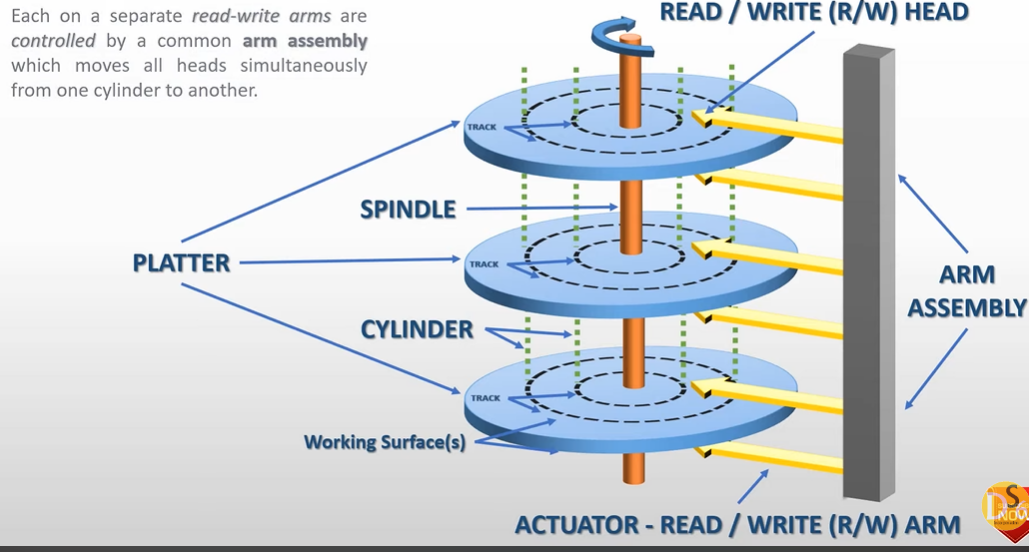 Each on a separate read-write arms are
controlled by a common arm assembly
which moves all heads simultaneously
from one cylinder to another.
READ / WRITE (R/W) HEAD
TRACK
SPINDLE
PLATTER
TRACK
ARM
ASSEMBLY
CYLINDER
TRACK
Working Surface(s)
ACTUATOR - READ / WRITE (R/W) ARM